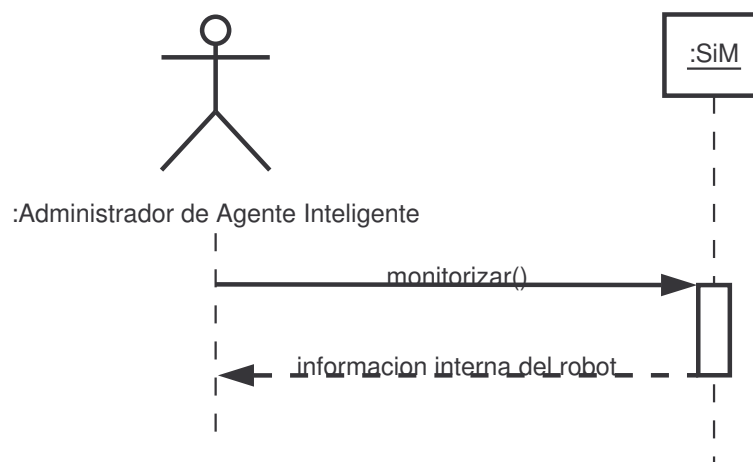 :SiM
:Administrador de Agente Inteligente
monitorizar()
informacion interna del robot